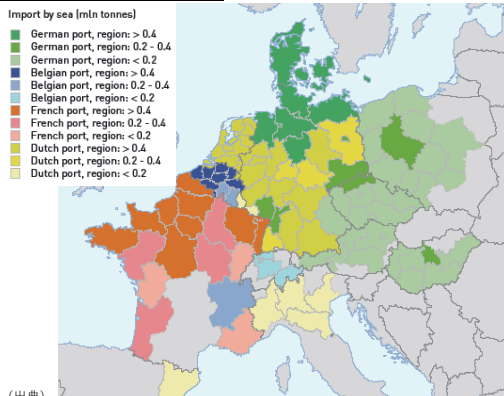 Import by sea (mln tonnes)
German port, region: > 0.4
German port, region: 0.2 - 0.4
German port, region: < 0.2
Belgian port, region: > 0.4
Belgian port, region: 0.2 - 0.4
Belgian port, region: < 0.2
French port, region: > 0.4
French port, region: 0.2 - 0.4
French port, region: < 0.2
Dutch port, region: > 0.4
Dutch port, region: 0.2 - 0.4
Dutch port, region: < 0.2
(出典)